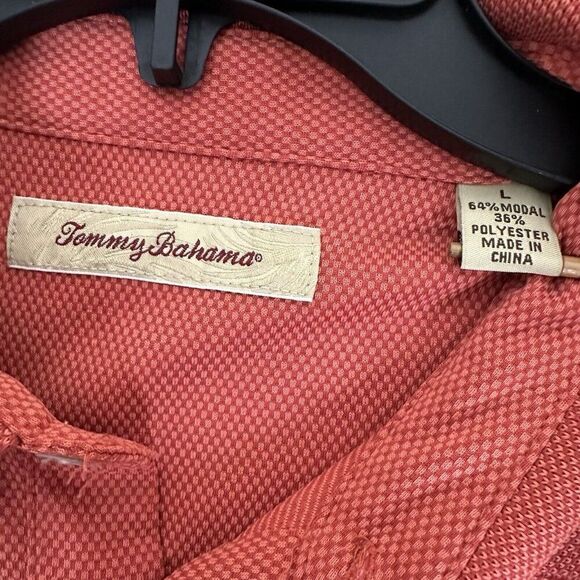 Tommy Bahama®
L
64% MODAL
36%
POLYESTER
MADE IN
CHINA